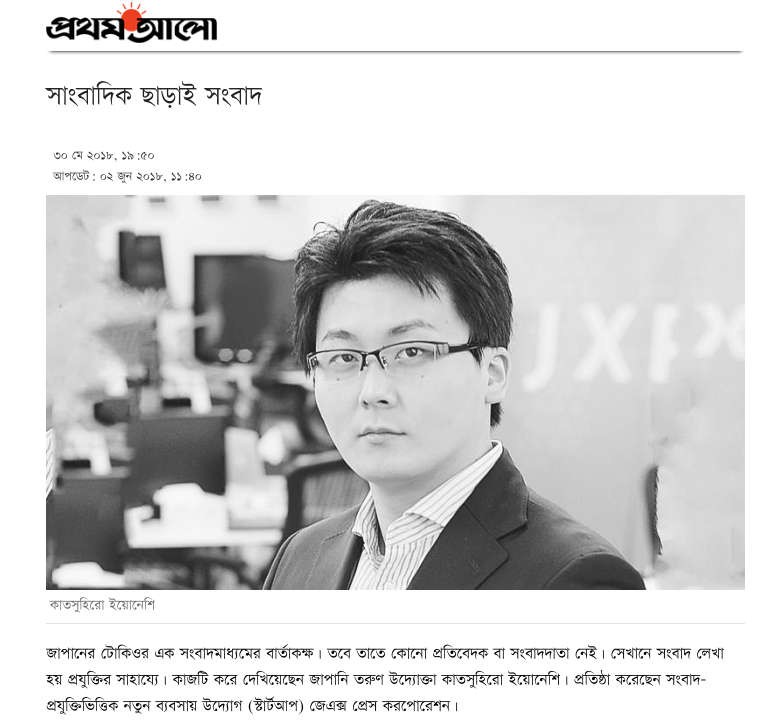 প্রথম আলো
সাংবাদিক ছাড়াই সংবাদ
৩০ মে ২০১৮, ১৯:৫০
আপডেট: ০২ জুন ২০১৮, ১১:৪০
JXPR
কাতসুহিরো ইয়োনেশি
জাপানের টোকিওর এক সংবাদমাধ্যমের বার্তাকক্ষ। তবে তাতে কোনো প্রতিবেদক বা সংবাদদাতা নেই। সেখানে সংবাদ লেখা
হয় প্রযুক্তির সাহায্যে। কাজটি করে দেখিয়েছেন জাপানি তরুণ উদ্যোক্তা কাতসুহিরো ইয়োনেশি। প্রতিষ্ঠা করেছেন সংবাদ-
প্রযুক্তিভিত্তিক নতুন ব্যবসায় উদ্যোগ (স্টার্টআপ) জেএক্স প্রেস করপোরেশন।